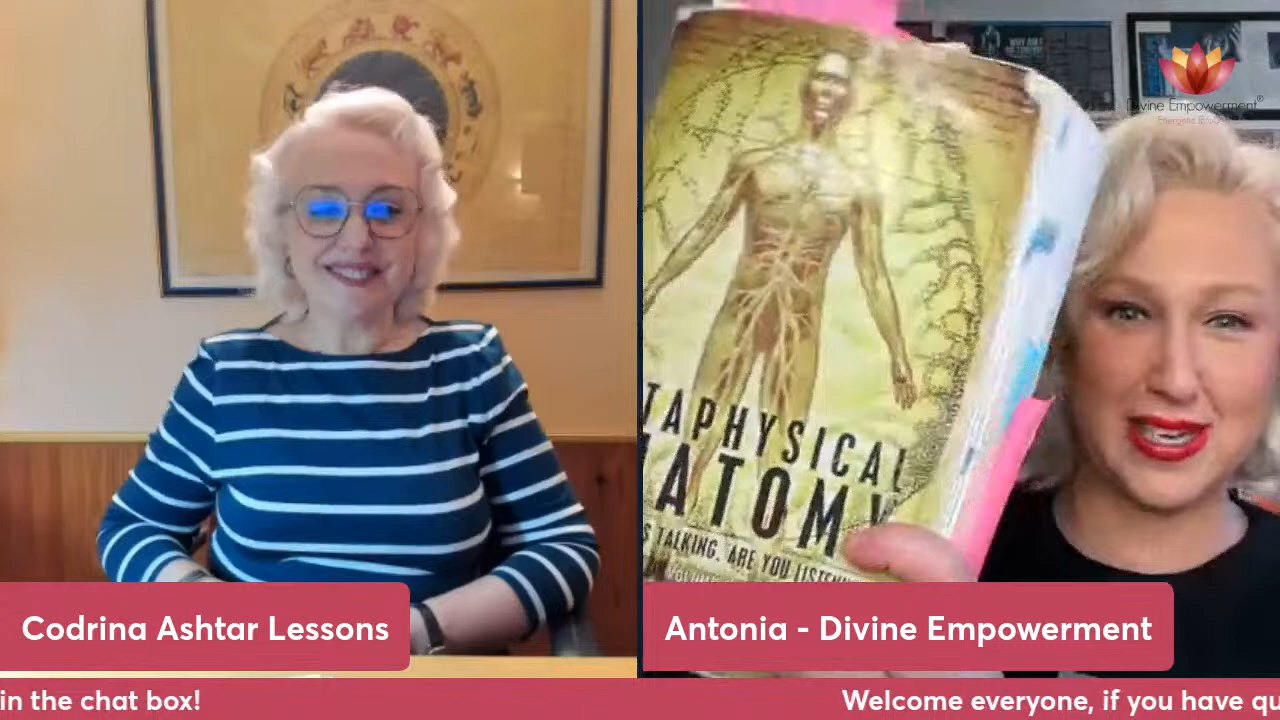 Divine Empowerment®
TAPHYSICAL
ATOMY
TALKING. ARE YOU
Codrina Ashtar Lessons
Antonia - Divine Empowerment
in the chat box!
Welcome everyone, if you have qu